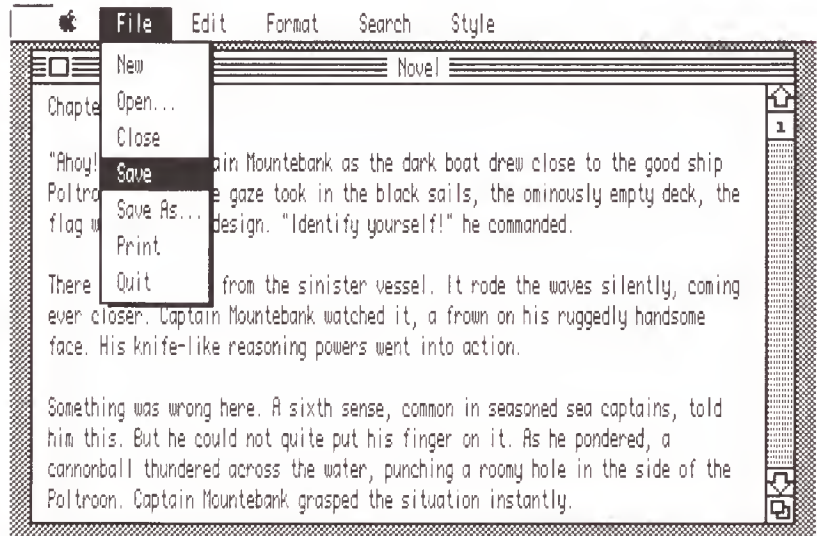 File Edit Format Search Style
Novel
New
Open...
Close
Save
Save As...
Print
Quit
Chapte
1
"Ahoy! ain Mountebank as the dark boat drew close to the good ship
Poltro e gaze took in the black sails, the ominously empty deck, the
flag w design. "Identify yourself!" he commanded.
There from the sinister vessel. It rode the waves silently, coming
ever closer. Captain Mountebank watched it, a frown on his ruggedly handsome
face. His knife-like reasoning powers went into action.
Something was wrong here. A sixth sense, common in seasoned sea captains, told
him this. But he could not quite put his finger on it. As he pondered, a
cannonball thundered across the water, punching a roomy hole in the side of the
Poltroon. Captain Mountebank grasped the situation instantly.